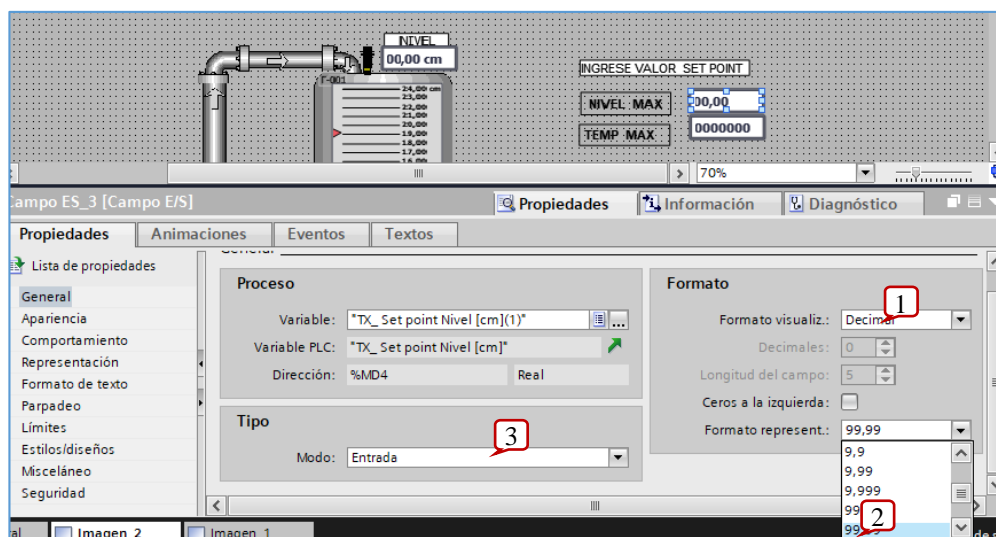 NIVEL
00,00 cm
T-001
24,00 cm
23,00
22,00
21,00
20,00
19,00
18,00
17,00
16,00
INGRESE VALOR SET POINT
NIVEL MAX
00,00
TEMP MAX
0000000
70%
Campo ES_3 [Campo E/S]
Propiedades
Información
Diagnóstico
Propiedades
Animaciones
Eventos
Textos
Lista de propiedades
General
Apariencia
Comportamiento
Representación
Formato de texto
Parpadeo
Límites
Estilos/diseños
Misceláneo
Seguridad
General
Proceso
Variable:
"TX_ Set point Nivel [cm](1)"
...
Variable PLC:
"TX_ Set point Nivel [cm]"
Dirección:
%MD4
Real
Tipo
3
Modo:
Entrada
Formato
1
Formato visualiz.:
Decimal
Decimales:
0
Longitud del campo:
5
Ceros a la izquierda:
Formato represent.:
99,99
9,9
9,99
9,999
99
2
99,99
Imagen_2
Imagen_1